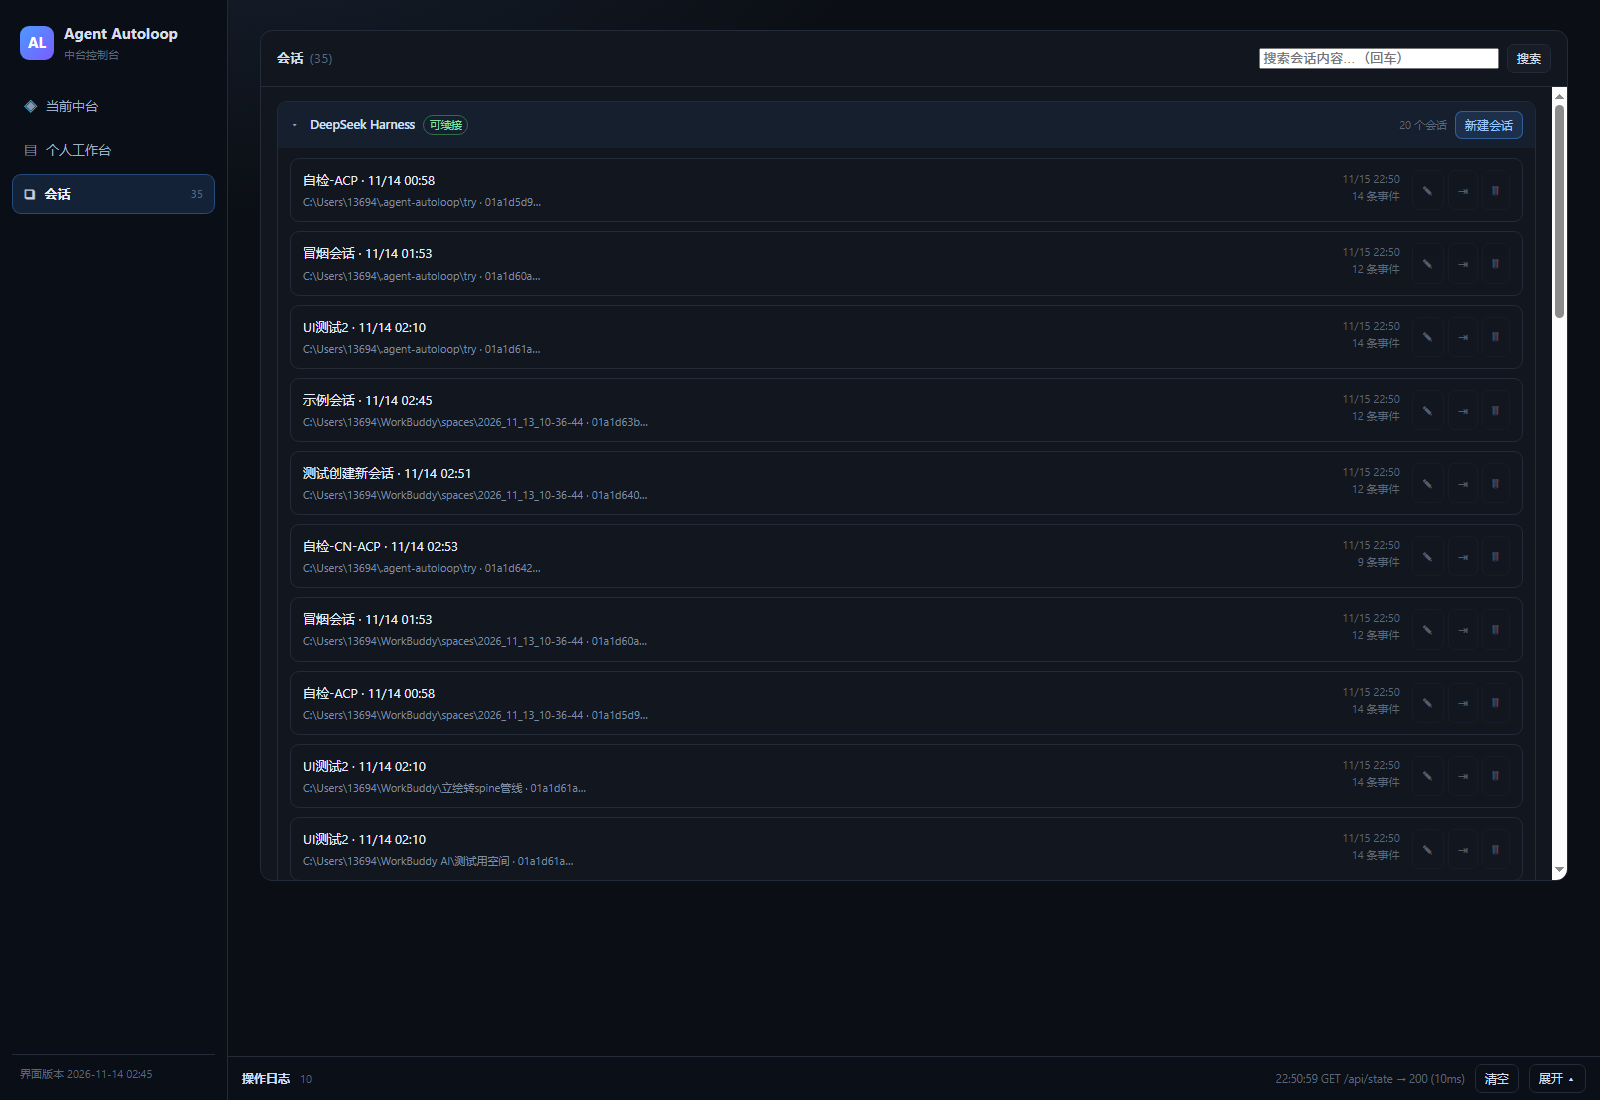 AL
Agent Autoloop
中台控制台
当前中台
个人工作台
会话 35
界面版本 2026-11-14 02:45
会话 (35)
搜索会话内容... （回车） 搜索
DeepSeek Harness 可续接 20 个会话 新建会话
自检-ACP · 11/14 00:58
C:\Users\13694\.agent-autoloop\try · 01a1d5d9...
11/15 22:50
14 条事件
冒烟会话 · 11/14 01:53
C:\Users\13694\.agent-autoloop\try · 01a1d60a...
11/15 22:50
12 条事件
UI测试2 · 11/14 02:10
C:\Users\13694\.agent-autoloop\try · 01a1d61a...
11/15 22:50
14 条事件
示例会话 · 11/14 02:45
C:\Users\13694\WorkBuddy\spaces\2026_11_13_10-36-44 · 01a1d63b...
11/15 22:50
12 条事件
测试创建新会话 · 11/14 02:51
C:\Users\13694\WorkBuddy\spaces\2026_11_13_10-36-44 · 01a1d640...
11/15 22:50
12 条事件
自检-CN-ACP · 11/14 02:53
C:\Users\13694\.agent-autoloop\try · 01a1d642...
11/15 22:50
9 条事件
冒烟会话 · 11/14 01:53
C:\Users\13694\WorkBuddy\spaces\2026_11_13_10-36-44 · 01a1d60a...
11/15 22:50
12 条事件
自检-ACP · 11/14 00:58
C:\Users\13694\WorkBuddy\spaces\2026_11_13_10-36-44 · 01a1d5d9...
11/15 22:50
14 条事件
UI测试2 · 11/14 02:10
C:\Users\13694\WorkBuddy\立绘转spine管线 · 01a1d61a...
11/15 22:50
14 条事件
UI测试2 · 11/14 02:10
C:\Users\13694\WorkBuddy AI\测试用空间 · 01a1d61a...
11/15 22:50
14 条事件
操作日志 10
22:50:59 GET /api/state → 200 (10ms) 清空 展开